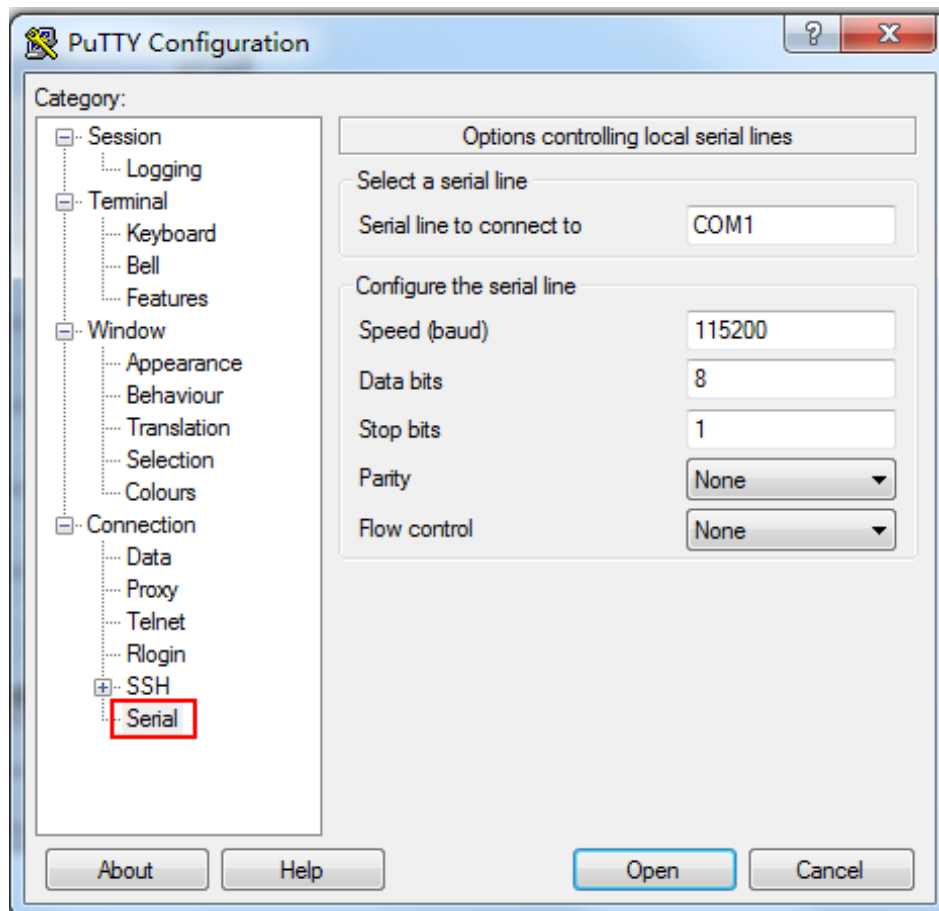 PuTTY Configuration
Category:
Session
Logging
Terminal
Keyboard
Bell
Features
Window
Appearance
Behaviour
Translation
Selection
Colours
Connection
Data
Proxy
Telnet
Rlogin
SSH
Serial
Options controlling local serial lines
Select a serial line
Serial line to connect to COM1
Configure the serial line
Speed (baud) 115200
Data bits 8
Stop bits 1
Parity None
Flow control None
About Help Open Cancel